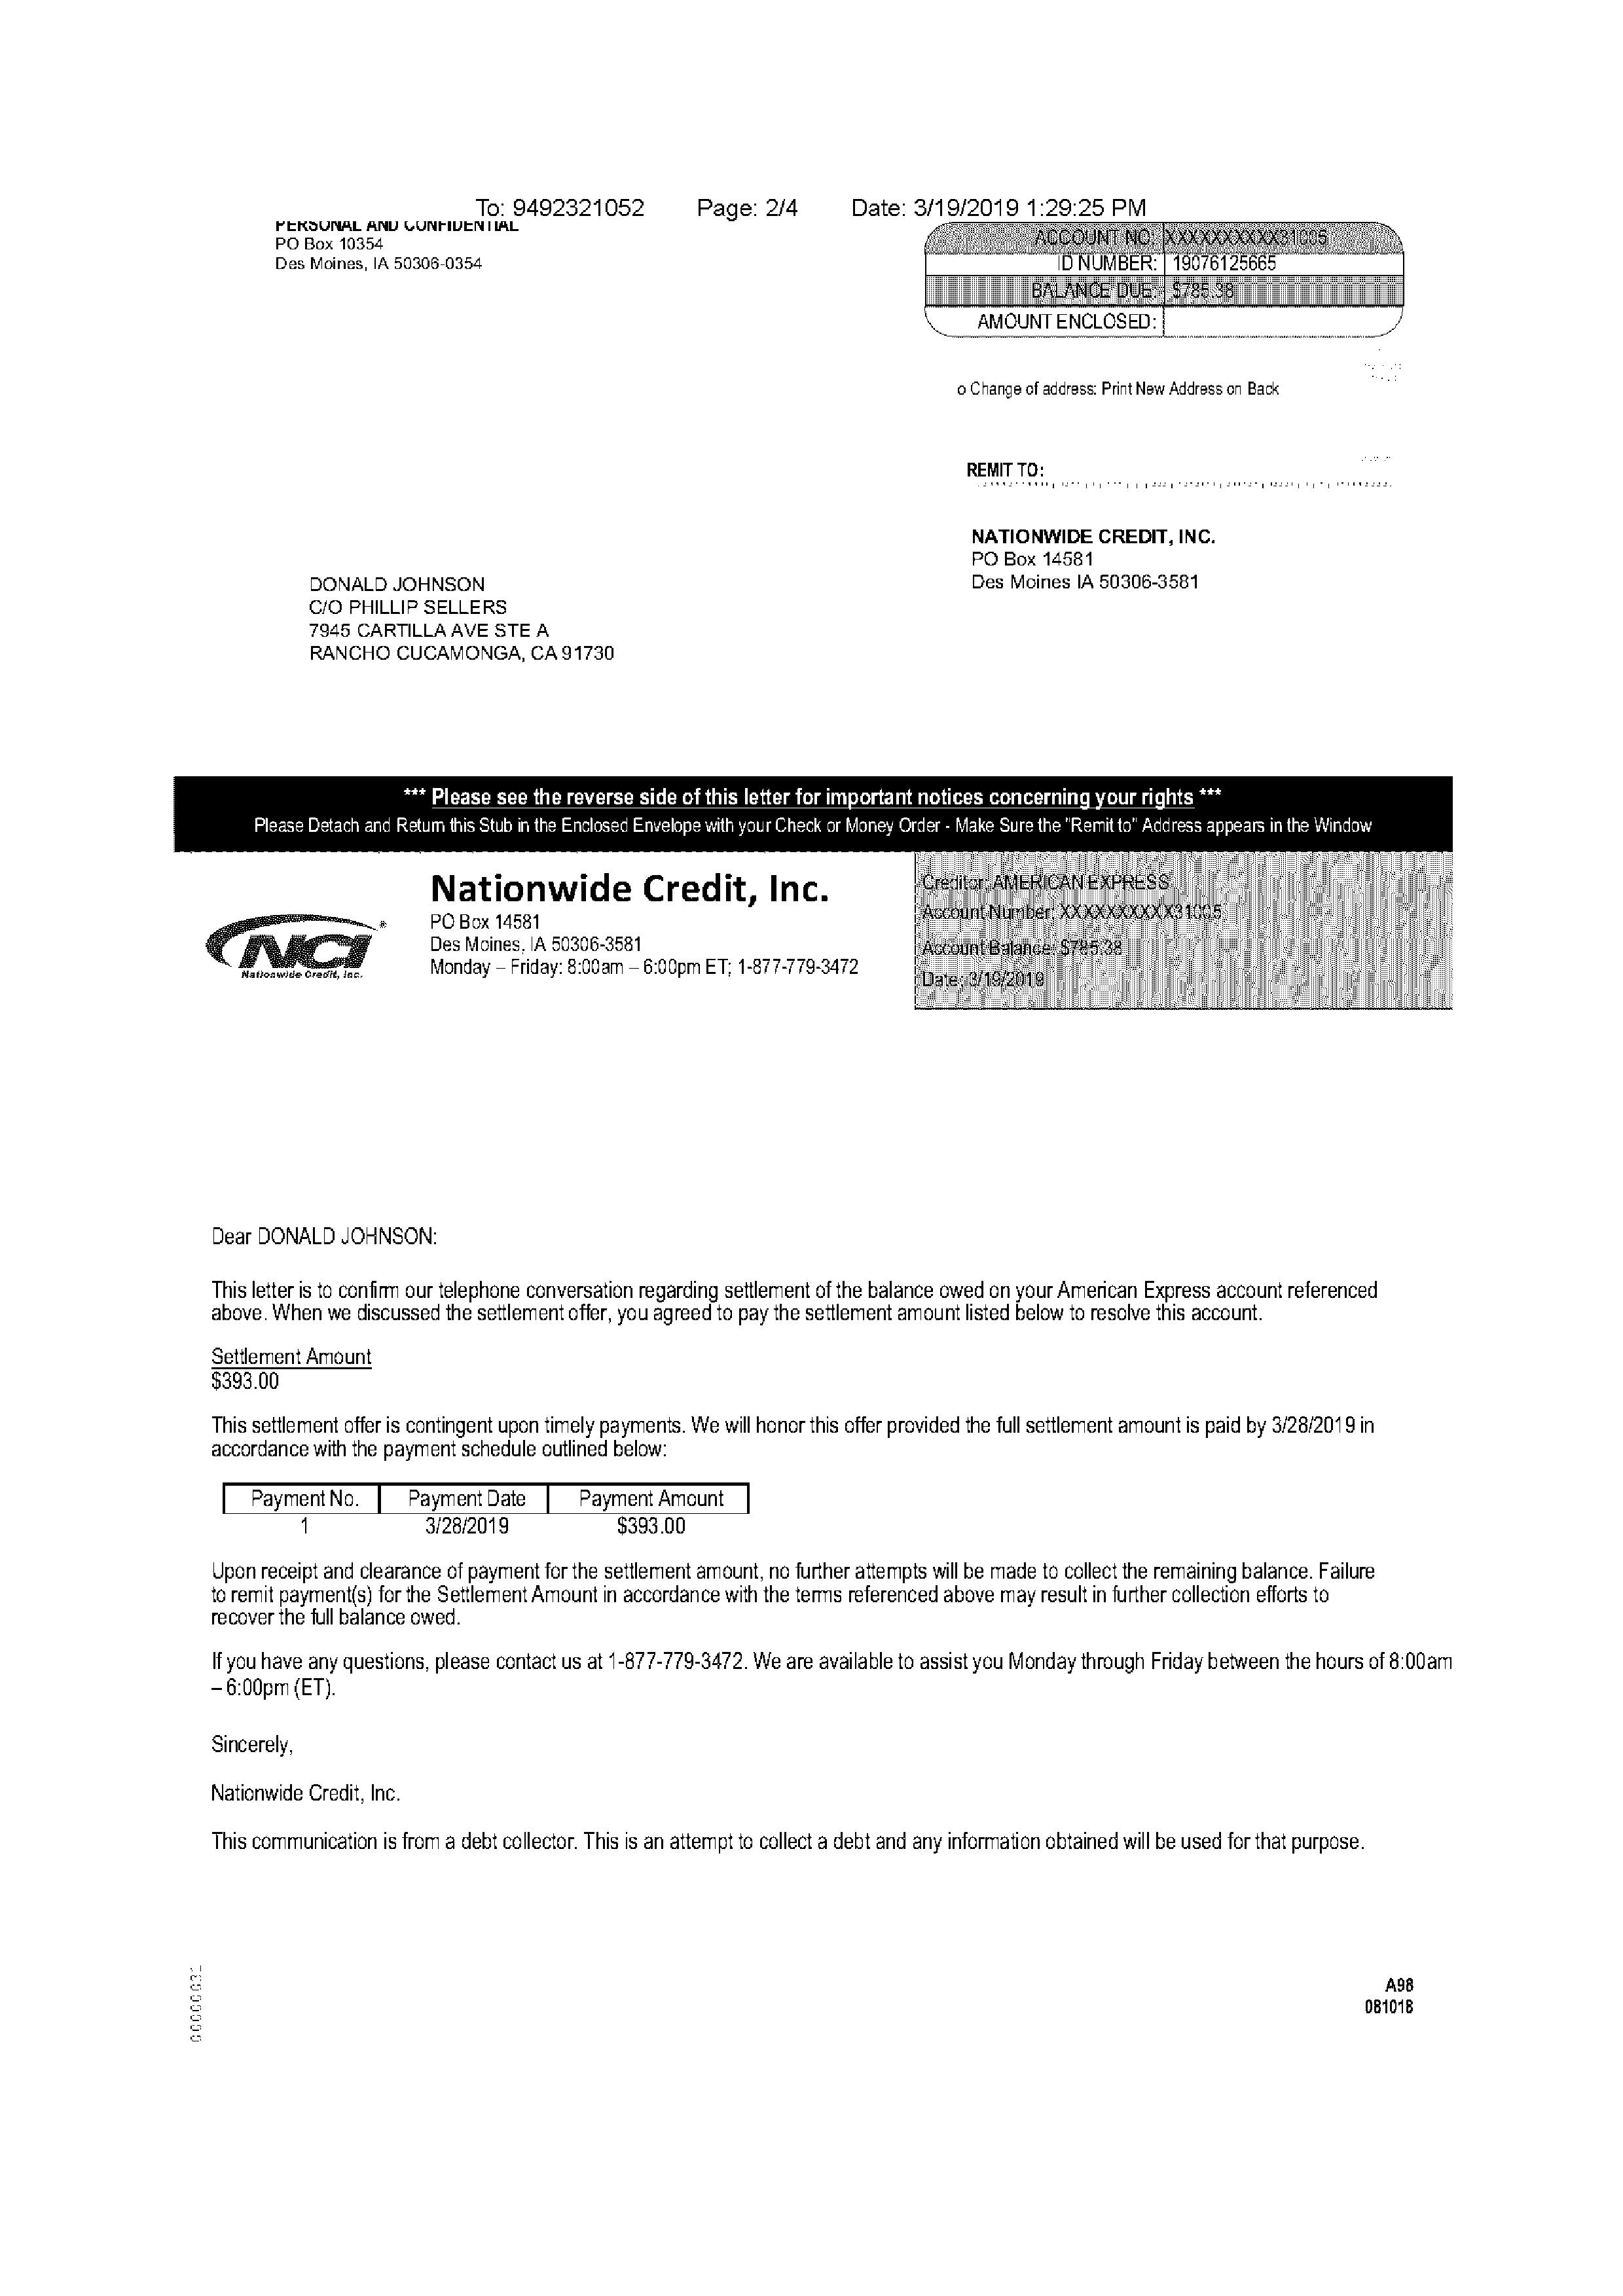 To: 9492321052 Page: 2/4 Date: 3/19/2019 1:29:25 PM
PERSONAL AND CONFIDENTIAL
PO Box 10354
Des Moines, IA 50306-0354
ACCOUNT NO: XXXXXXXXXX31005
ID NUMBER: 19076125665
BALANCE DUE: $785.38
AMOUNT ENCLOSED:
o Change of address: Print New Address on Back
REMIT TO:
NATIONWIDE CREDIT, INC.
PO Box 14581
Des Moines IA 50306-3581
DONALD JOHNSON
C/O PHILLIP SELLERS
7945 CARTILLA AVE STE A
RANCHO CUCAMONGA, CA 91730
*** Please see the reverse side of this letter for important notices concerning your rights ***
Please Detach and Return this Stub in the Enclosed Envelope with your Check or Money Order - Make Sure the "Remit to" Address appears in the Window
NCI®
Nationwide Credit, Inc.
Nationwide Credit, Inc.
PO Box 14581
Des Moines, IA 50306-3581
Monday – Friday: 8:00am – 6:00pm ET; 1-877-779-3472
Creditor: AMERICAN EXPRESS
Account Number: XXXXXXXXXX31005
Account Balance: $785.38
Date: 3/19/2019
Dear DONALD JOHNSON:
This letter is to confirm our telephone conversation regarding settlement of the balance owed on your American Express account referenced
above. When we discussed the settlement offer, you agreed to pay the settlement amount listed below to resolve this account.
Settlement Amount
$393.00
This settlement offer is contingent upon timely payments. We will honor this offer provided the full settlement amount is paid by 3/28/2019 in
accordance with the payment schedule outlined below:
Payment No. Payment Date Payment Amount
1 3/28/2019 $393.00
Upon receipt and clearance of payment for the settlement amount, no further attempts will be made to collect the remaining balance. Failure
to remit payment(s) for the Settlement Amount in accordance with the terms referenced above may result in further collection efforts to
recover the full balance owed.
If you have any questions, please contact us at 1-877-779-3472. We are available to assist you Monday through Friday between the hours of 8:00am
– 6:00pm (ET).
Sincerely,
Nationwide Credit, Inc.
This communication is from a debt collector. This is an attempt to collect a debt and any information obtained will be used for that purpose.
00000031
A98
081018